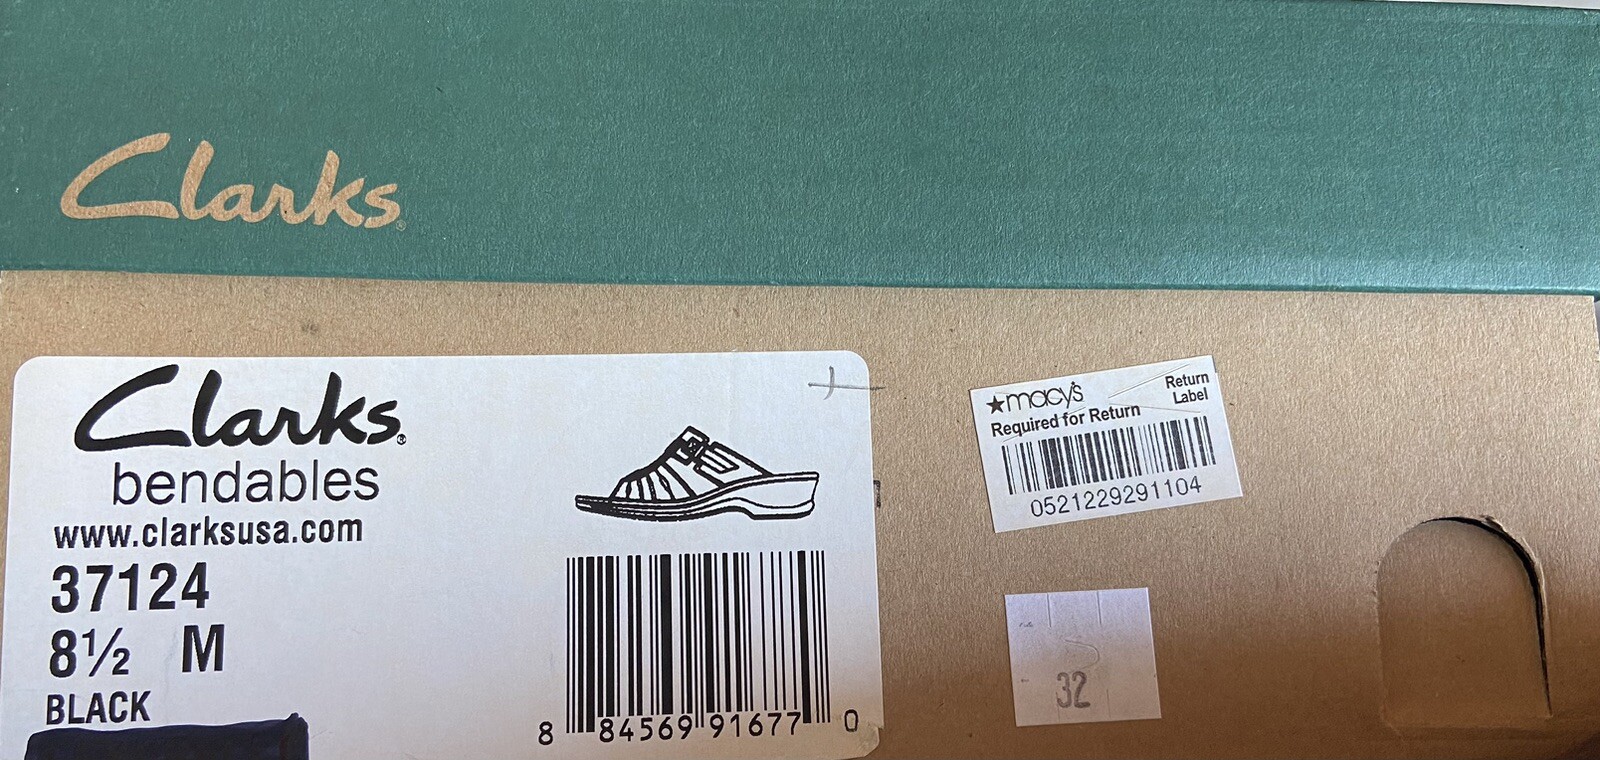 Clarks®
Clarks®
bendables
www.clarksusa.com
37124
8½ M
BLACK
8 84569 91677 0
★macy's
Return
Label
Required for Return
0521229291104
32